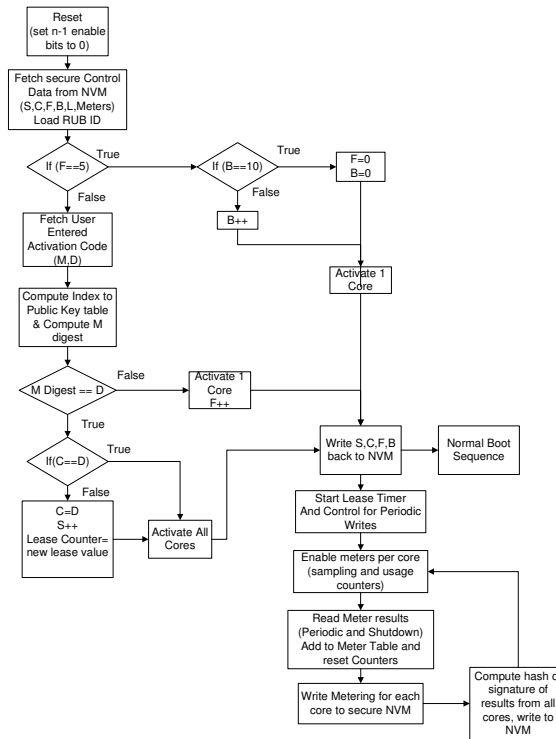 Reset
(set n-1 enable
bits to 0)
Fetch secure Control
Data from NVM
(S,C,F,B,L,Meters)
Load RUB ID
If (F==5)
True
False
If (B==10)
True
False
F=0
B=0
B++
Fetch User
Entered
Activation Code
(M,D)
Activate 1
Core
Compute Index to
Public Key table
& Compute M
digest
M Digest == D
False
True
Activate 1
Core
F++
If(C==D)
True
False
Write S,C,F,B
back to NVM
Normal Boot
Sequence
C=D
S++
Lease Counter=
new lease value
Activate All
Cores
Start Lease Timer
And Control for Periodic
Writes
Enable meters per core
(sampling and usage
counters)
Read Meter results
(Periodic and Shutdown)
Add to Meter Table and
reset Counters
Write Metering for each
core to secure NVM
Compute hash o
signature of
results from all
cores, write to
NVM